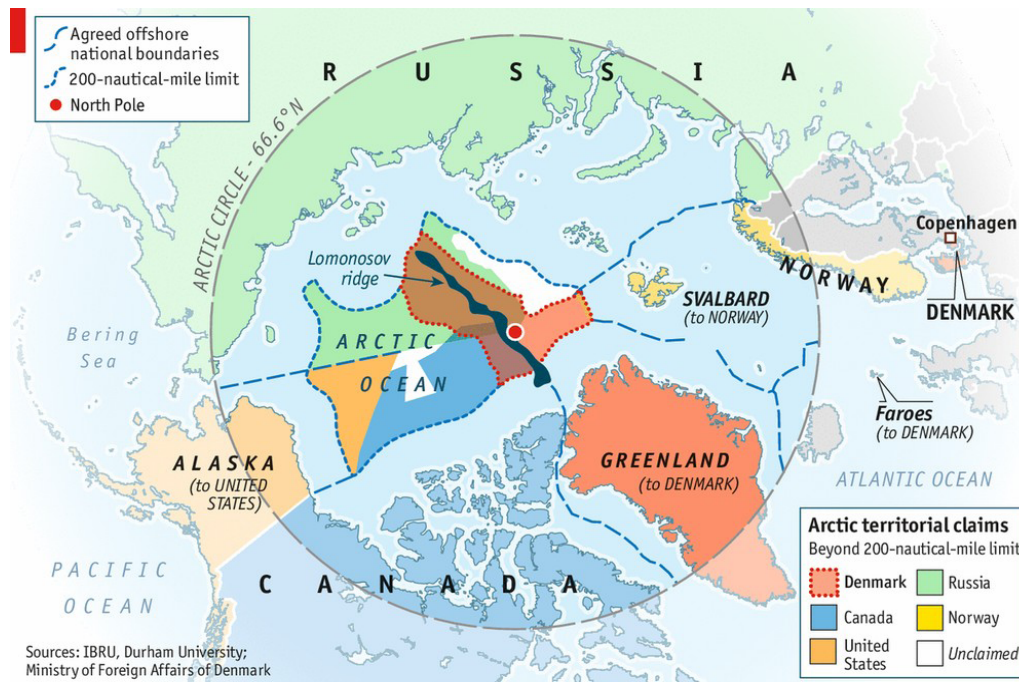 Agreed offshore
national boundaries
200-nautical-mile limit
North Pole
RUSSIA
ARCTIC CIRCLE - 66.6°N
Lomonosov
ridge
Copenhagen
NORWAY
DENMARK
SVALBARD
(to NORWAY)
Bering
Sea
ARCTIC
OCEAN
Faroes
(to DENMARK)
ALASKA
(to UNITED
STATES)
GREENLAND
(to DENMARK)
ATLANTIC OCEAN
PACIFIC
OCEAN
CANADA
Arctic territorial claims
Beyond 200-nautical-mile limit
Denmark
Russia
Canada
Norway
United
States
Unclaimed
Sources: IBRU, Durham University;
Ministry of Foreign Affairs of Denmark